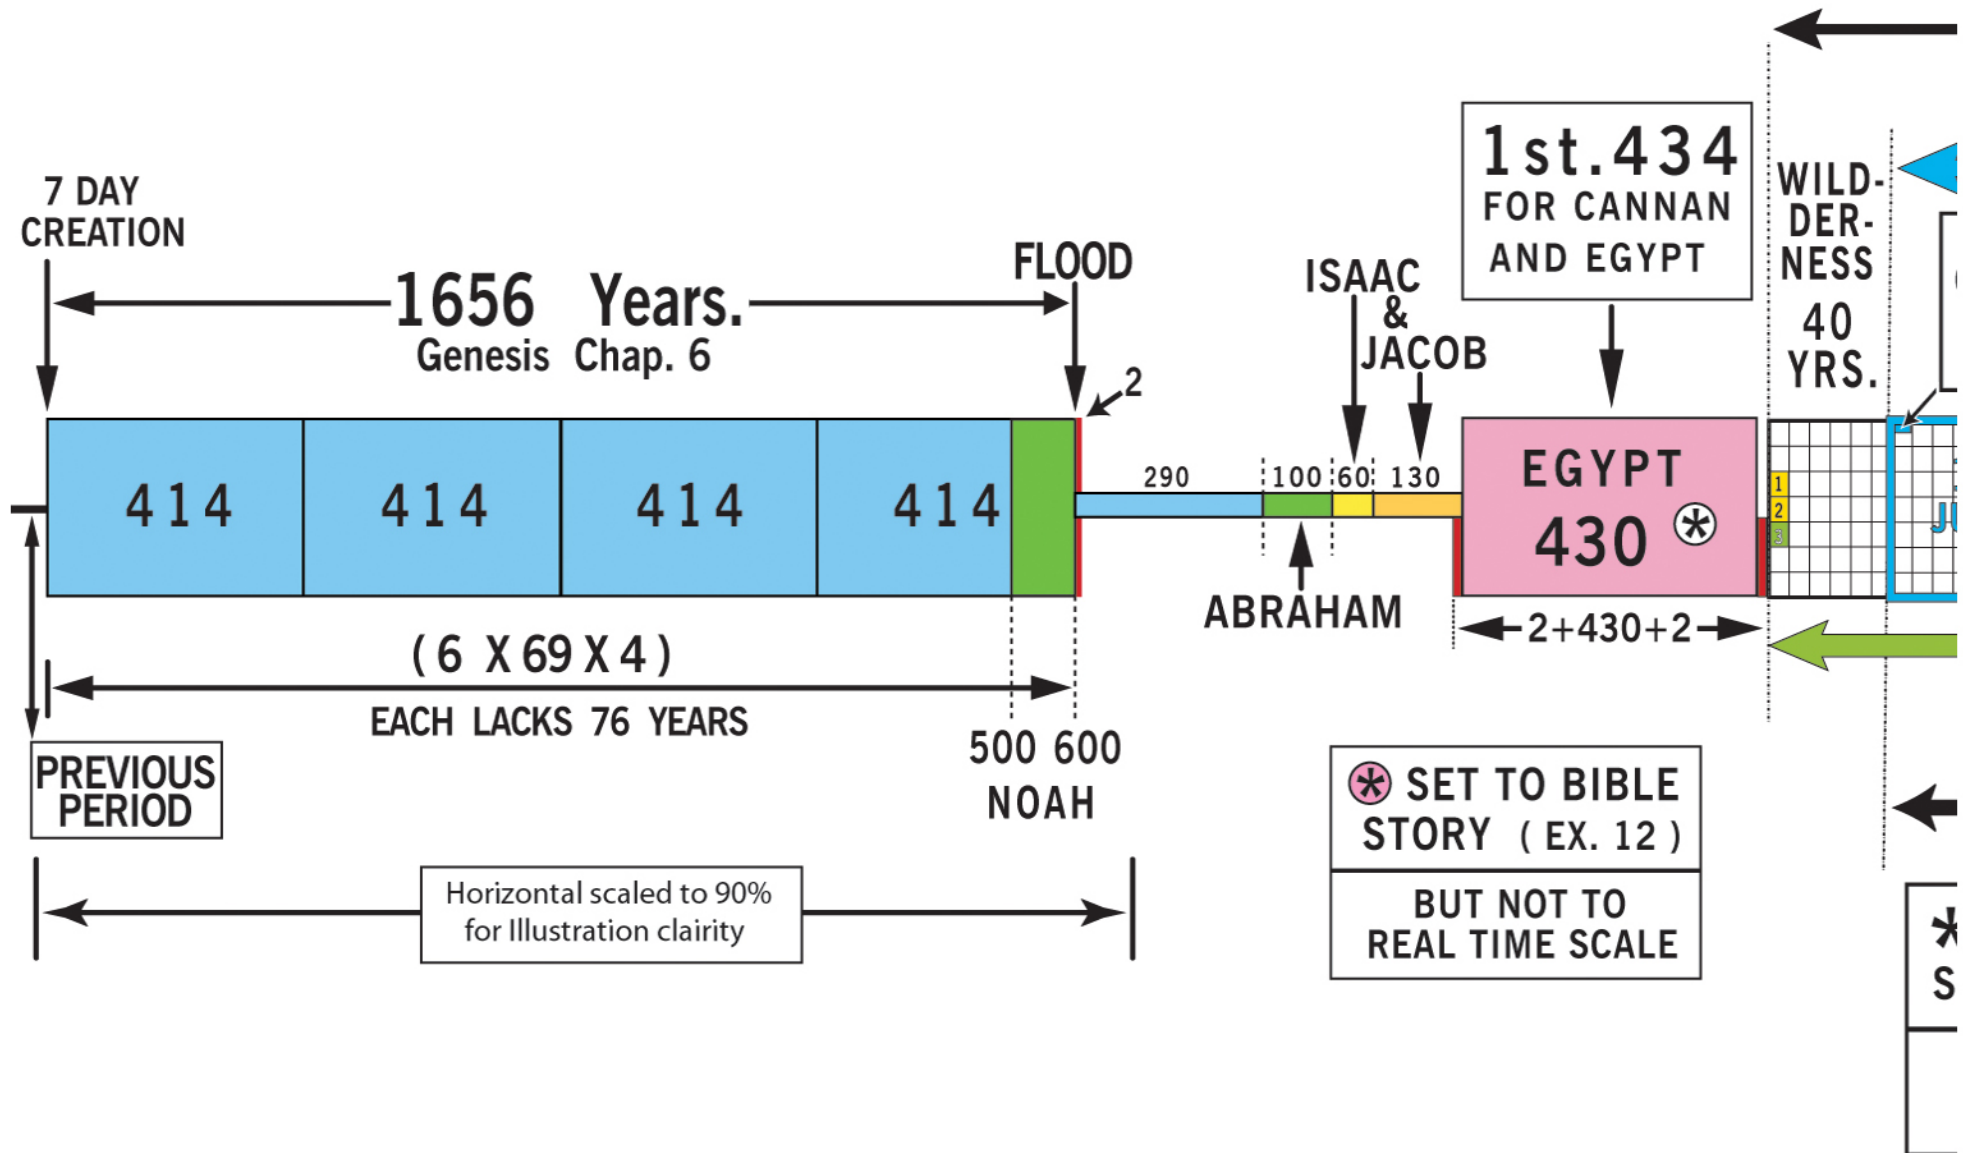 7 DAY
CREATION
1656 Years.
Genesis Chap. 6
FLOOD
2
ISAAC
&
JACOB
1st.434
FOR CANNAN
AND EGYPT
WILD-
DER-
NESS
40
YRS.
414
414
414
414
290
100
60
130
EGYPT
430 *
1
2
3
ABRAHAM
2+430+2
(6 X 69 X 4)
EACH LACKS 76 YEARS
500 600
NOAH
PREVIOUS
PERIOD
Horizontal scaled to 90%
for Illustration clairity
* SET TO BIBLE
STORY ( EX. 12 )
BUT NOT TO
REAL TIME SCALE
*
S